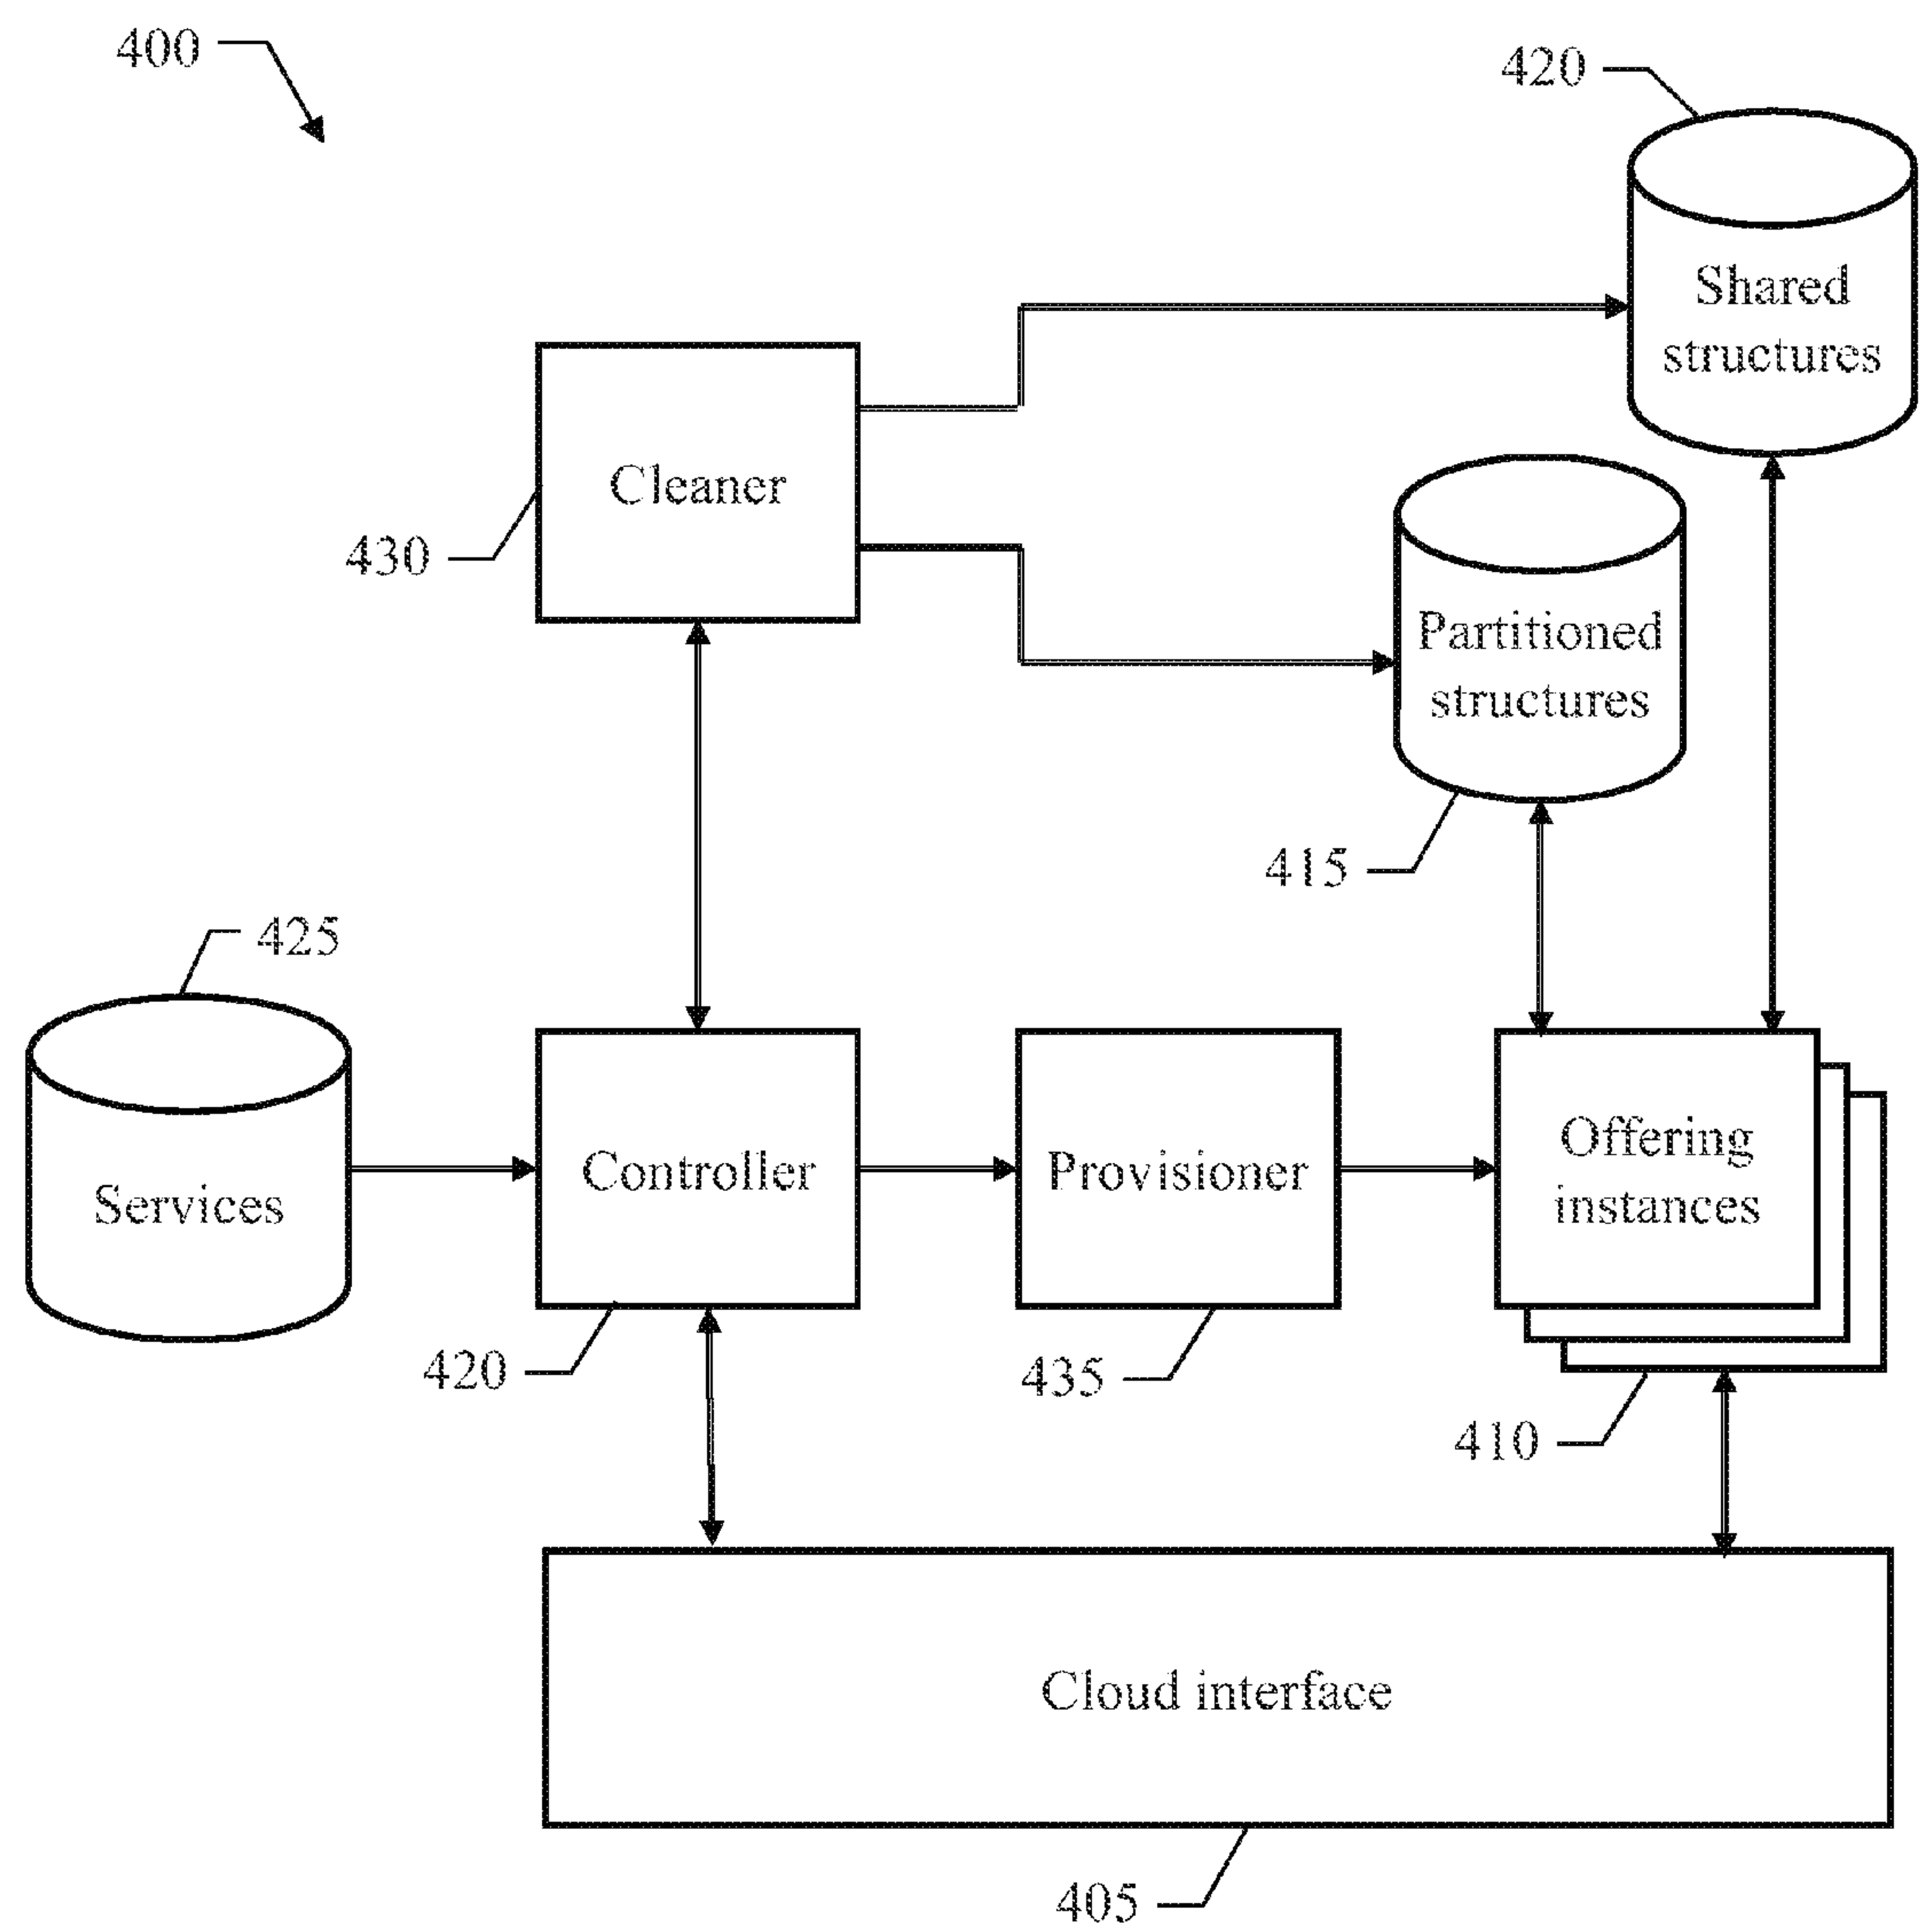 400
420
Shared
structures
Cleaner
430
Partitioned
structures
415
425
Services
Controller
Provisioner
Offering
instances
420
435
410
Cloud interface
405